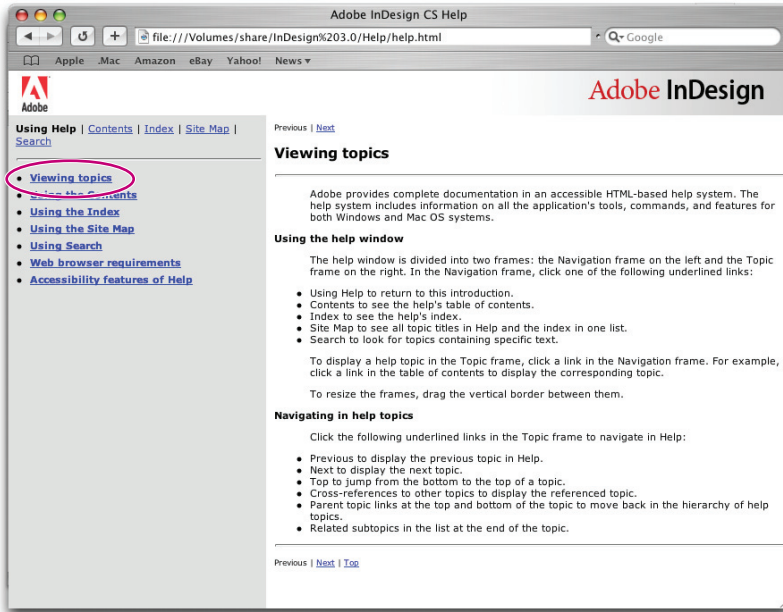 Adobe InDesign CS Help
file:///Volumes/share/InDesign%203.0/Help/help.html
Google
Apple .Mac Amazon eBay Yahoo! News
Adobe
Adobe InDesign
Using Help | Contents | Index | Site Map |
Search
Viewing topics
Using the Contents
Using the Index
Using the Site Map
Using Search
Web browser requirements
Accessibility features of Help
Previous | Next
Viewing topics
Adobe provides complete documentation in an accessible HTML-based help system. The
help system includes information on all the application's tools, commands, and features for
both Windows and Mac OS systems.
Using the help window
The help window is divided into two frames: the Navigation frame on the left and the Topic
frame on the right. In the Navigation frame, click one of the following underlined links:
Using Help to return to this introduction.
Contents to see the help's table of contents.
Index to see the help's index.
Site Map to see all topic titles in Help and the index in one list.
Search to look for topics containing specific text.
To display a help topic in the Topic frame, click a link in the Navigation frame. For example,
click a link in the table of contents to display the corresponding topic.
To resize the frames, drag the vertical border between them.
Navigating in help topics
Click the following underlined links in the Topic frame to navigate in Help:
Previous to display the previous topic in Help.
Next to display the next topic.
Top to jump from the bottom to the top of a topic.
Cross-references to other topics to display the referenced topic.
Parent topic links at the top and bottom of the topic to move back in the hierarchy of help
topics.
Related subtopics in the list at the end of the topic.
Previous | Next | Top